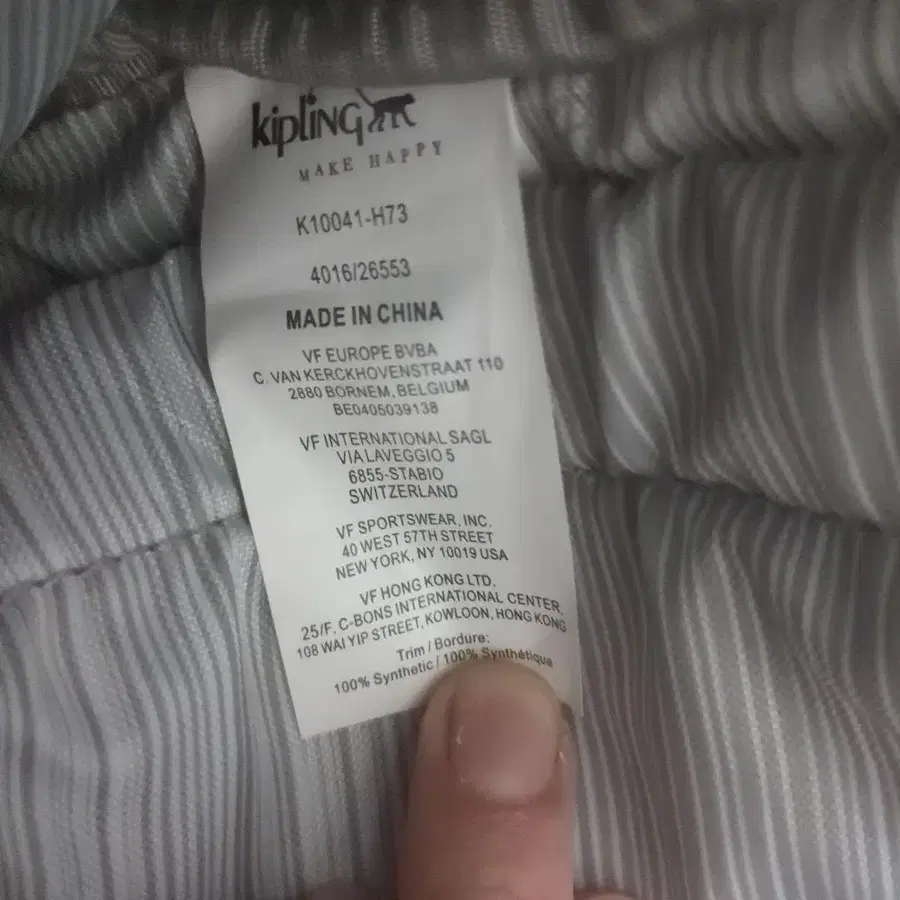 kipling
MAKE HAPPY
K10041-H73
4016/26553
MADE IN CHINA
VF EUROPE BVBA
C. VAN KERCKHOVENSTRAAT 110
2880 BORNEM, BELGIUM
BE0405039138
VF INTERNATIONAL SAGL
VIA LAVEGGIO 5
6855-STABIO
SWITZERLAND
VF SPORTSWEAR, INC.
40 WEST 57TH STREET
NEW YORK, NY 10019 USA
VF HONG KONG LTD.
25/F. C-BONS INTERNATIONAL CENTER,
108 WAI YIP STREET, KOWLOON, HONG KONG
Trim / Bordure:
100% Synthetic / 100% Synthétique